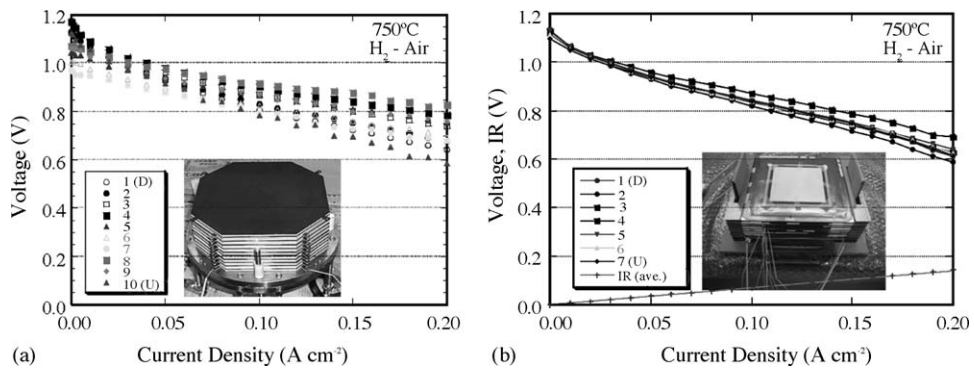 1.2
1.0
0.8
0.6
0.4
0.2
0.0
Voltage (V)
750ºC
H2 - Air
1 (D)
2
3
4
5
6
7
8
9
10 (U)
0.00
0.05
0.10
0.15
0.20
(a)
Current Density (A cm-2)
1.2
1.0
0.8
0.6
0.4
0.2
0.0
Voltage, IR (V)
750ºC
H2 - Air
1 (D)
2
3
4
5
6
7 (U)
IR (ave.)
0.00
0.05
0.10
0.15
0.20
(b)
Current Density (A cm-2)